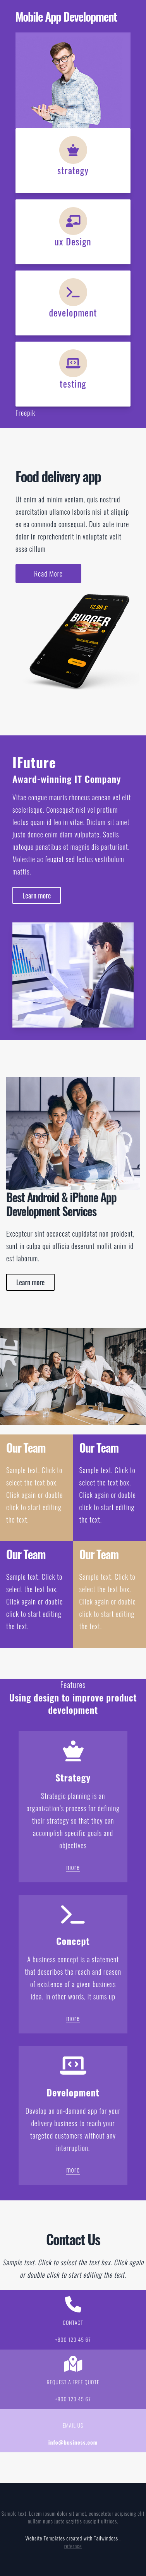 Mobile App Development
strategy
ux Design
development
testing
Freepik
Food delivery app
Ut enim ad minim veniam, quis nostrud
exercitation ullamco laboris nisi ut aliquip
ex ea commodo consequat. Duis aute irure
dolor in reprehenderit in voluptate velit
esse cillum
Read More
12.99 $
BURGER
IFuture
Award-winning IT Company
Vitae congue mauris rhoncus aenean vel elit
scelerisque. Consequat nisl vel pretium
lectus quam id leo in vitae. Dictum sit amet
justo donec enim diam vulputate. Sociis
natoque penatibus et magnis dis parturient.
Molestie ac feugiat sed lectus vestibulum
mattis.
Learn more
Best Android & iPhone App
Development Services
Excepteur sint occaecat cupidatat non proident,
sunt in culpa qui officia deserunt mollit anim id
est laborum.
Learn more
Our Team
Sample text. Click to
select the text box.
Click again or double
click to start editing
the text.
Our Team
Sample text. Click to
select the text box.
Click again or double
click to start editing
the text.
Our Team
Sample text. Click to
select the text box.
Click again or double
click to start editing
the text.
Our Team
Sample text. Click to
select the text box.
Click again or double
click to start editing
the text.
Features
Using design to improve product
development
Strategy
Strategic planning is an
organization's process for defining
their strategy so that they can
accomplish specific goals and
objectives
more
Concept
A business concept is a statement
that describes the reach and reason
of existence of a given business
idea. In other words, it sums up
more
Development
Develop an on-demand app for your
delivery business to reach your
targeted customers without any
interruption.
more
Contact Us
Sample text. Click to select the text box. Click again
or double click to start editing the text.
CONTACT
+800 123 45 67
REQUEST A FREE QUOTE
+800 123 45 67
EMAIL US
info@business.com
Sample text. Lorem ipsum dolor sit amet, consectetur adipiscing elit
nullam nunc justo sagittis suscipit ultrices.
Website Templates created with Tailwindcss .